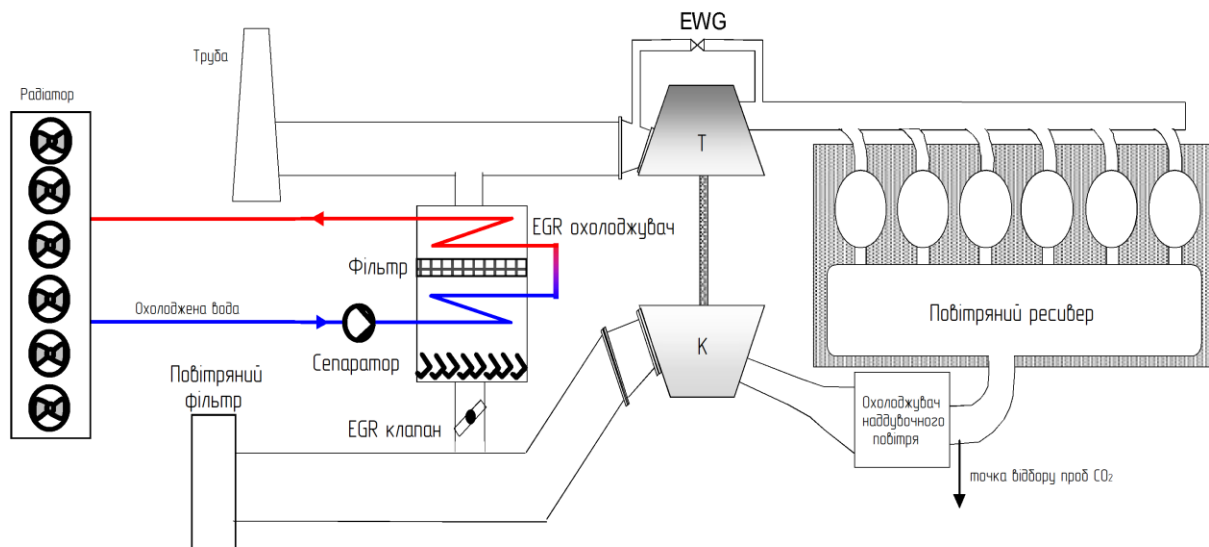 EWG
Труба
Радіатор
Т
EGR охолоджувач
Фільтр
Охолоджена вода
Сепаратор
К
Повітряний ресивер
Повітряний
фільтр
EGR клапан
Охолоджувач
наддувочного
повітря
точка відбору проб CO₂